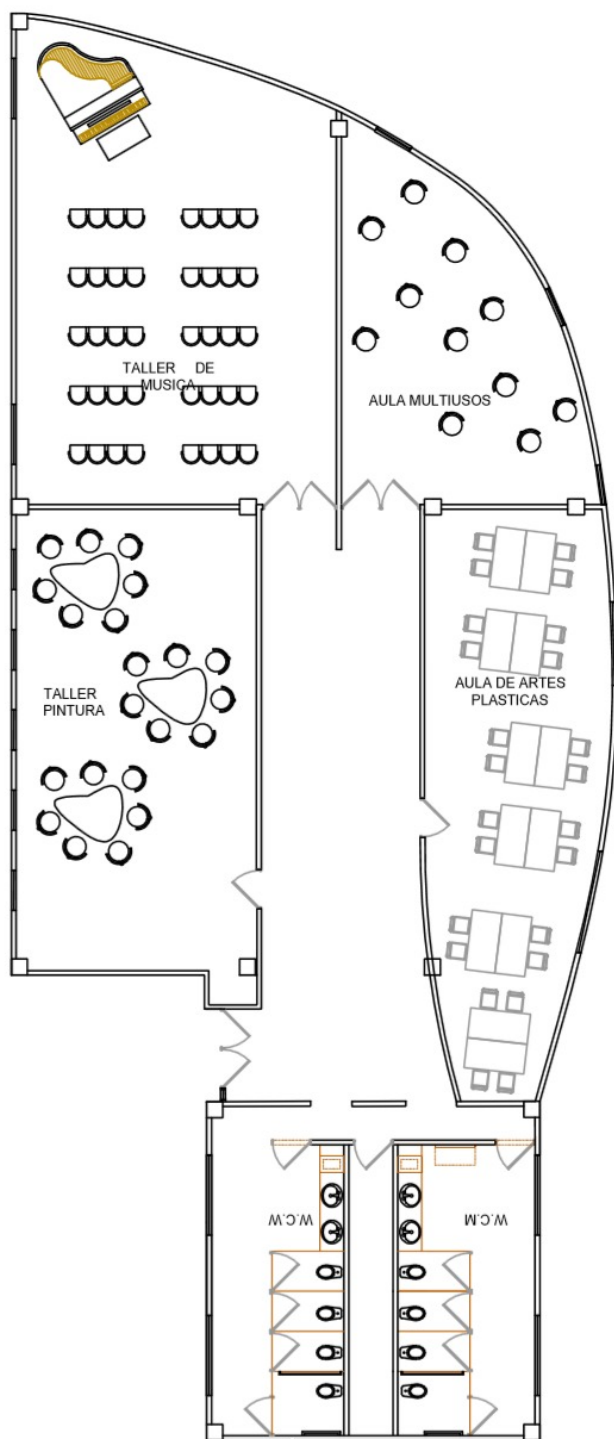 TALLER DE
MUSICA
AULA MULTIUSOS
TALLER
PINTURA
AULA DE ARTES
PLASTICAS
W.C.W
W.C.M